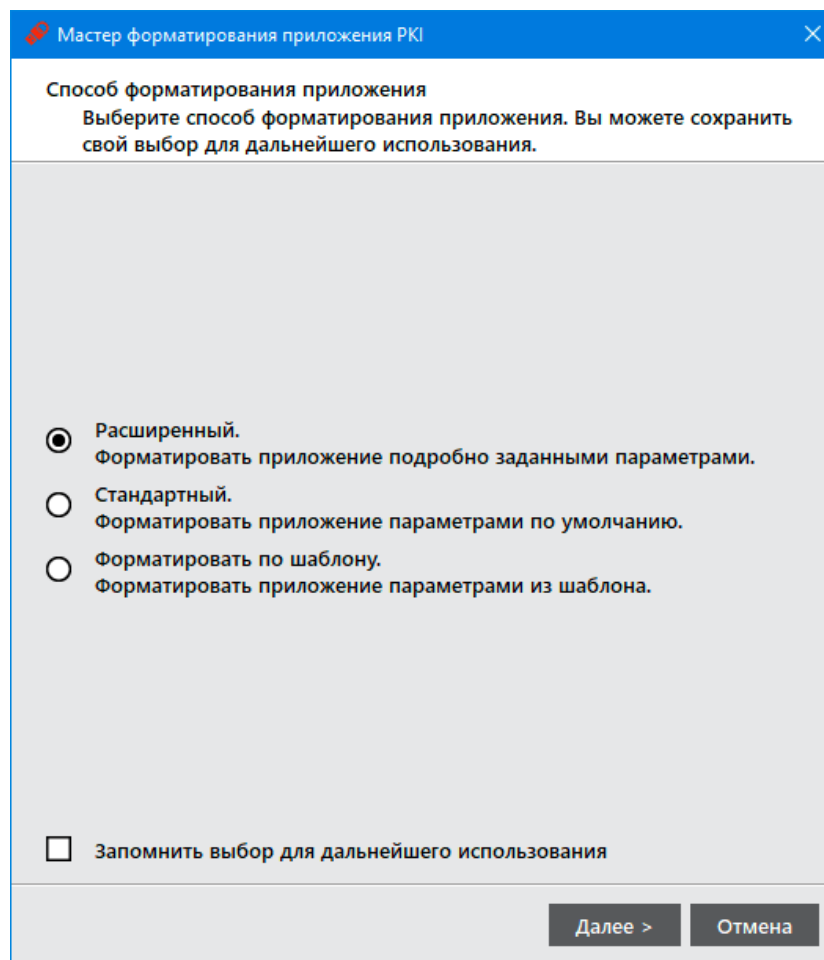 Мастер форматирования приложения PKI
Способ форматирования приложения
Выберите способ форматирования приложения. Вы можете сохранить
свой выбор для дальнейшего использования.
Расширенный.
Форматировать приложение подробно заданными параметрами.
Стандартный.
Форматировать приложение параметрами по умолчанию.
Форматировать по шаблону.
Форматировать приложение параметрами из шаблона.
Запомнить выбор для дальнейшего использования
Далее >
Отмена